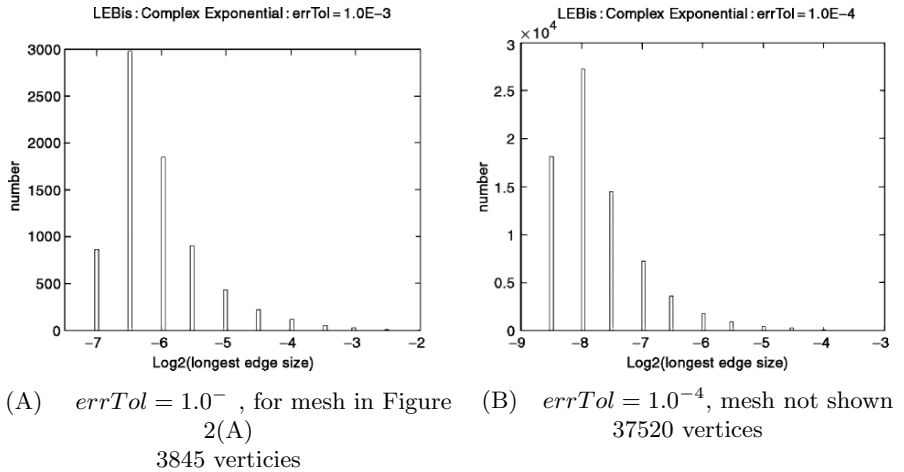 LEBis: Complex Exponential: errTol = 1.0E−3
3000
2500
2000
1500
1000
500
0
number
−7 −6 −5 −4 −3 −2
Log2(longest edge size)
LEBis: Complex Exponential: errTol = 1.0E−4
×10⁴
3
2.5
2
1.5
1
0.5
0
number
−9 −8 −7 −6 −5 −4 −3
Log2(longest edge size)
(A) errTol = 1.0⁻ , for mesh in Figure
2(A)
3845 verticies
(B) errTol = 1.0⁻⁴, mesh not shown
37520 vertices